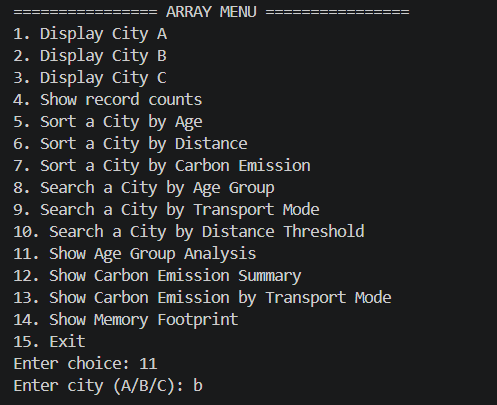 ================ ARRAY MENU ================
1. Display City A
2. Display City B
3. Display City C
4. Show record counts
5. Sort a City by Age
6. Sort a City by Distance
7. Sort a City by Carbon Emission
8. Search a City by Age Group
9. Search a City by Transport Mode
10. Search a City by Distance Threshold
11. Show Age Group Analysis
12. Show Carbon Emission Summary
13. Show Carbon Emission by Transport Mode
14. Show Memory Footprint
15. Exit
Enter choice: 11
Enter city (A/B/C): b